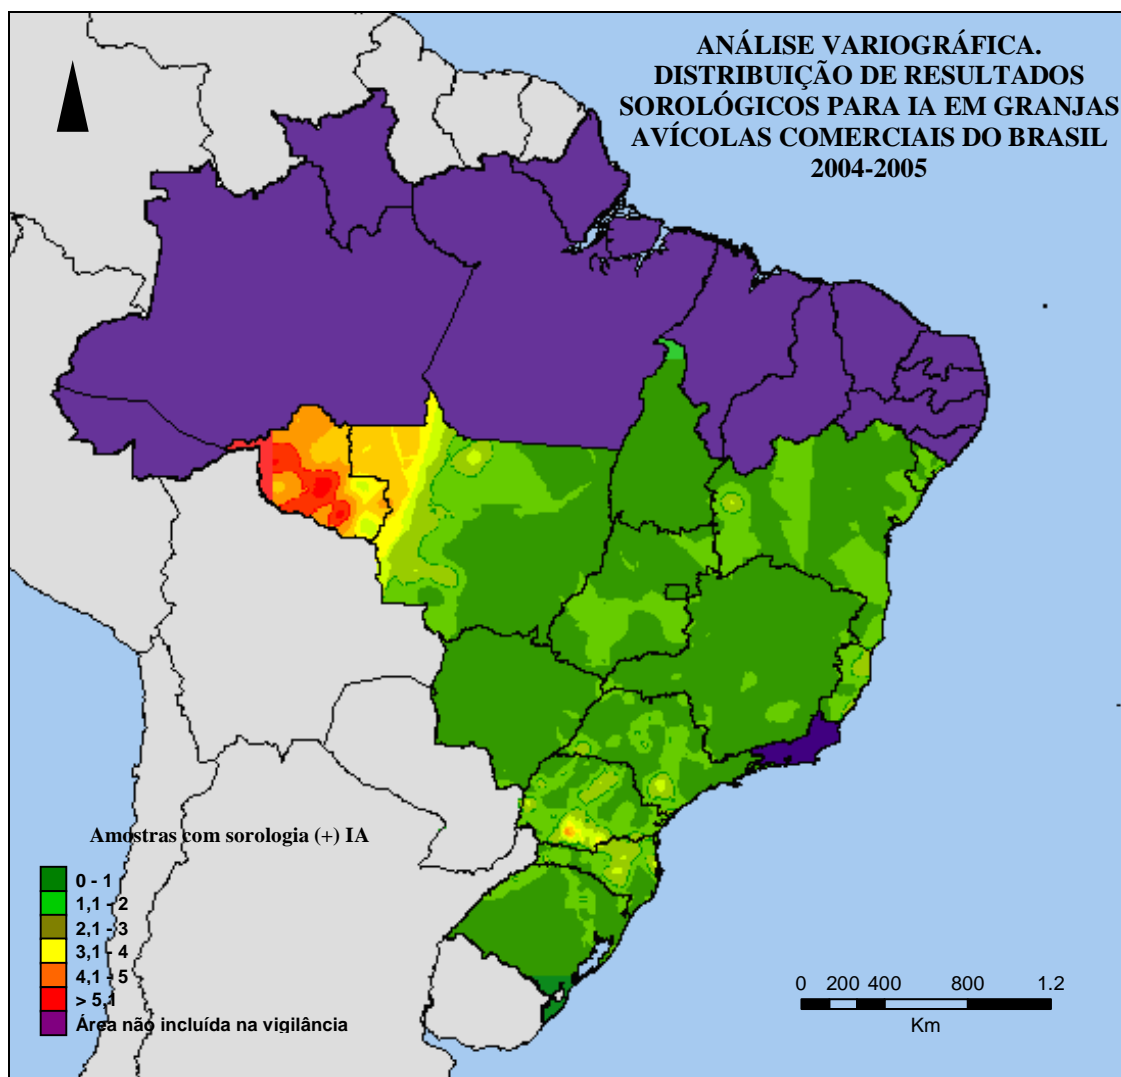 ANÁLISE VARIOGRÁFICA.
DISTRIBUIÇÃO DE RESULTADOS
SOROLÓGICOS PARA IA EM GRANJAS
AVÍCOLAS COMERCIAIS DO BRASIL
2004-2005
Amostras com sorologia (+) IA
0 - 1
1,1 - 2
2,1 - 3
3,1 - 4
4,1 - 5
> 5,1
Área não incluída na vigilância
0 200 400 800 1.2
Km